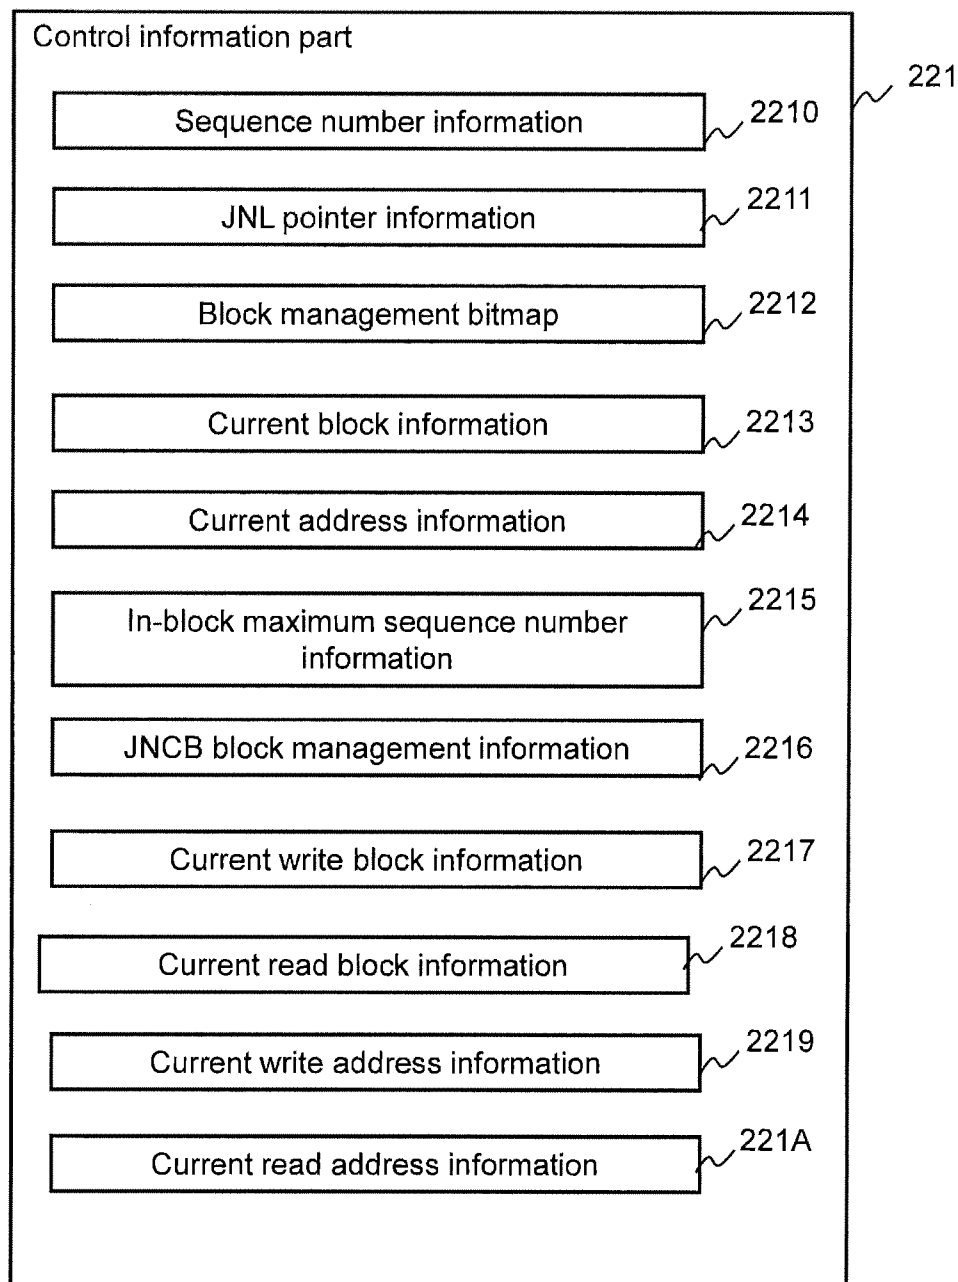 Control information part
221
Sequence number information
2210
JNL pointer information
2211
Block management bitmap
2212
Current block information
2213
Current address information
2214
In-block maximum sequence number
information
2215
JNCB block management information
2216
Current write block information
2217
Current read block information
2218
Current write address information
2219
Current read address information
221A